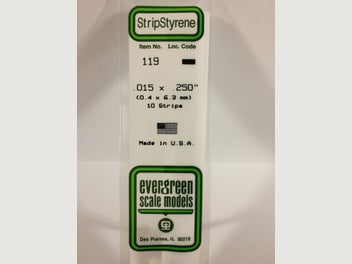 StripStyrene
Item No. Loc. Code
119
.015 x .250"
(0.4 x 6.3 mm)
10 Strips
Made in U.S.A.
evergreen
scale models
Des Plaines, IL 60018